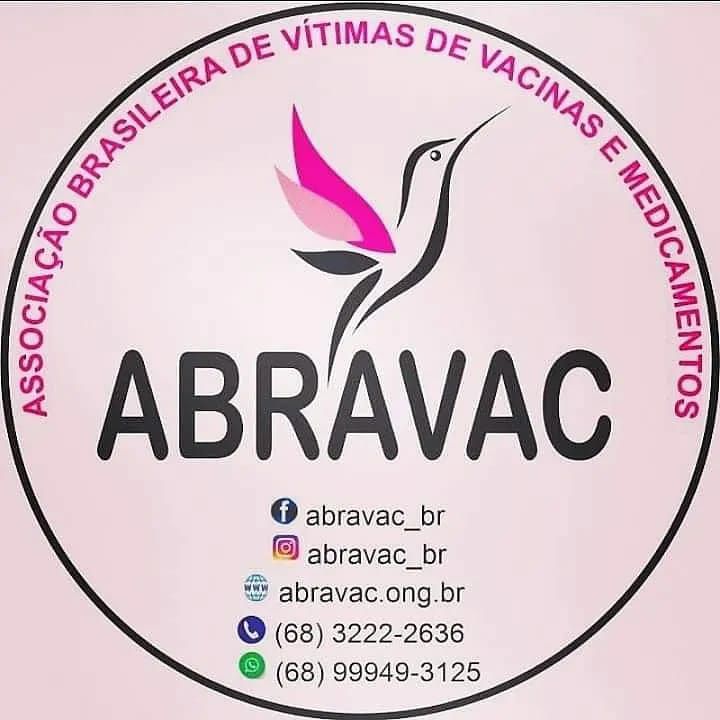 ASSOCIAÇÃO BRASILEIRA DE VÍTIMAS DE VACINAS E MEDICAMENTOS
ABRAVAC
abravac_br
abravac_br
www abravac.ong.br
(68) 3222-2636
(68) 99949-3125